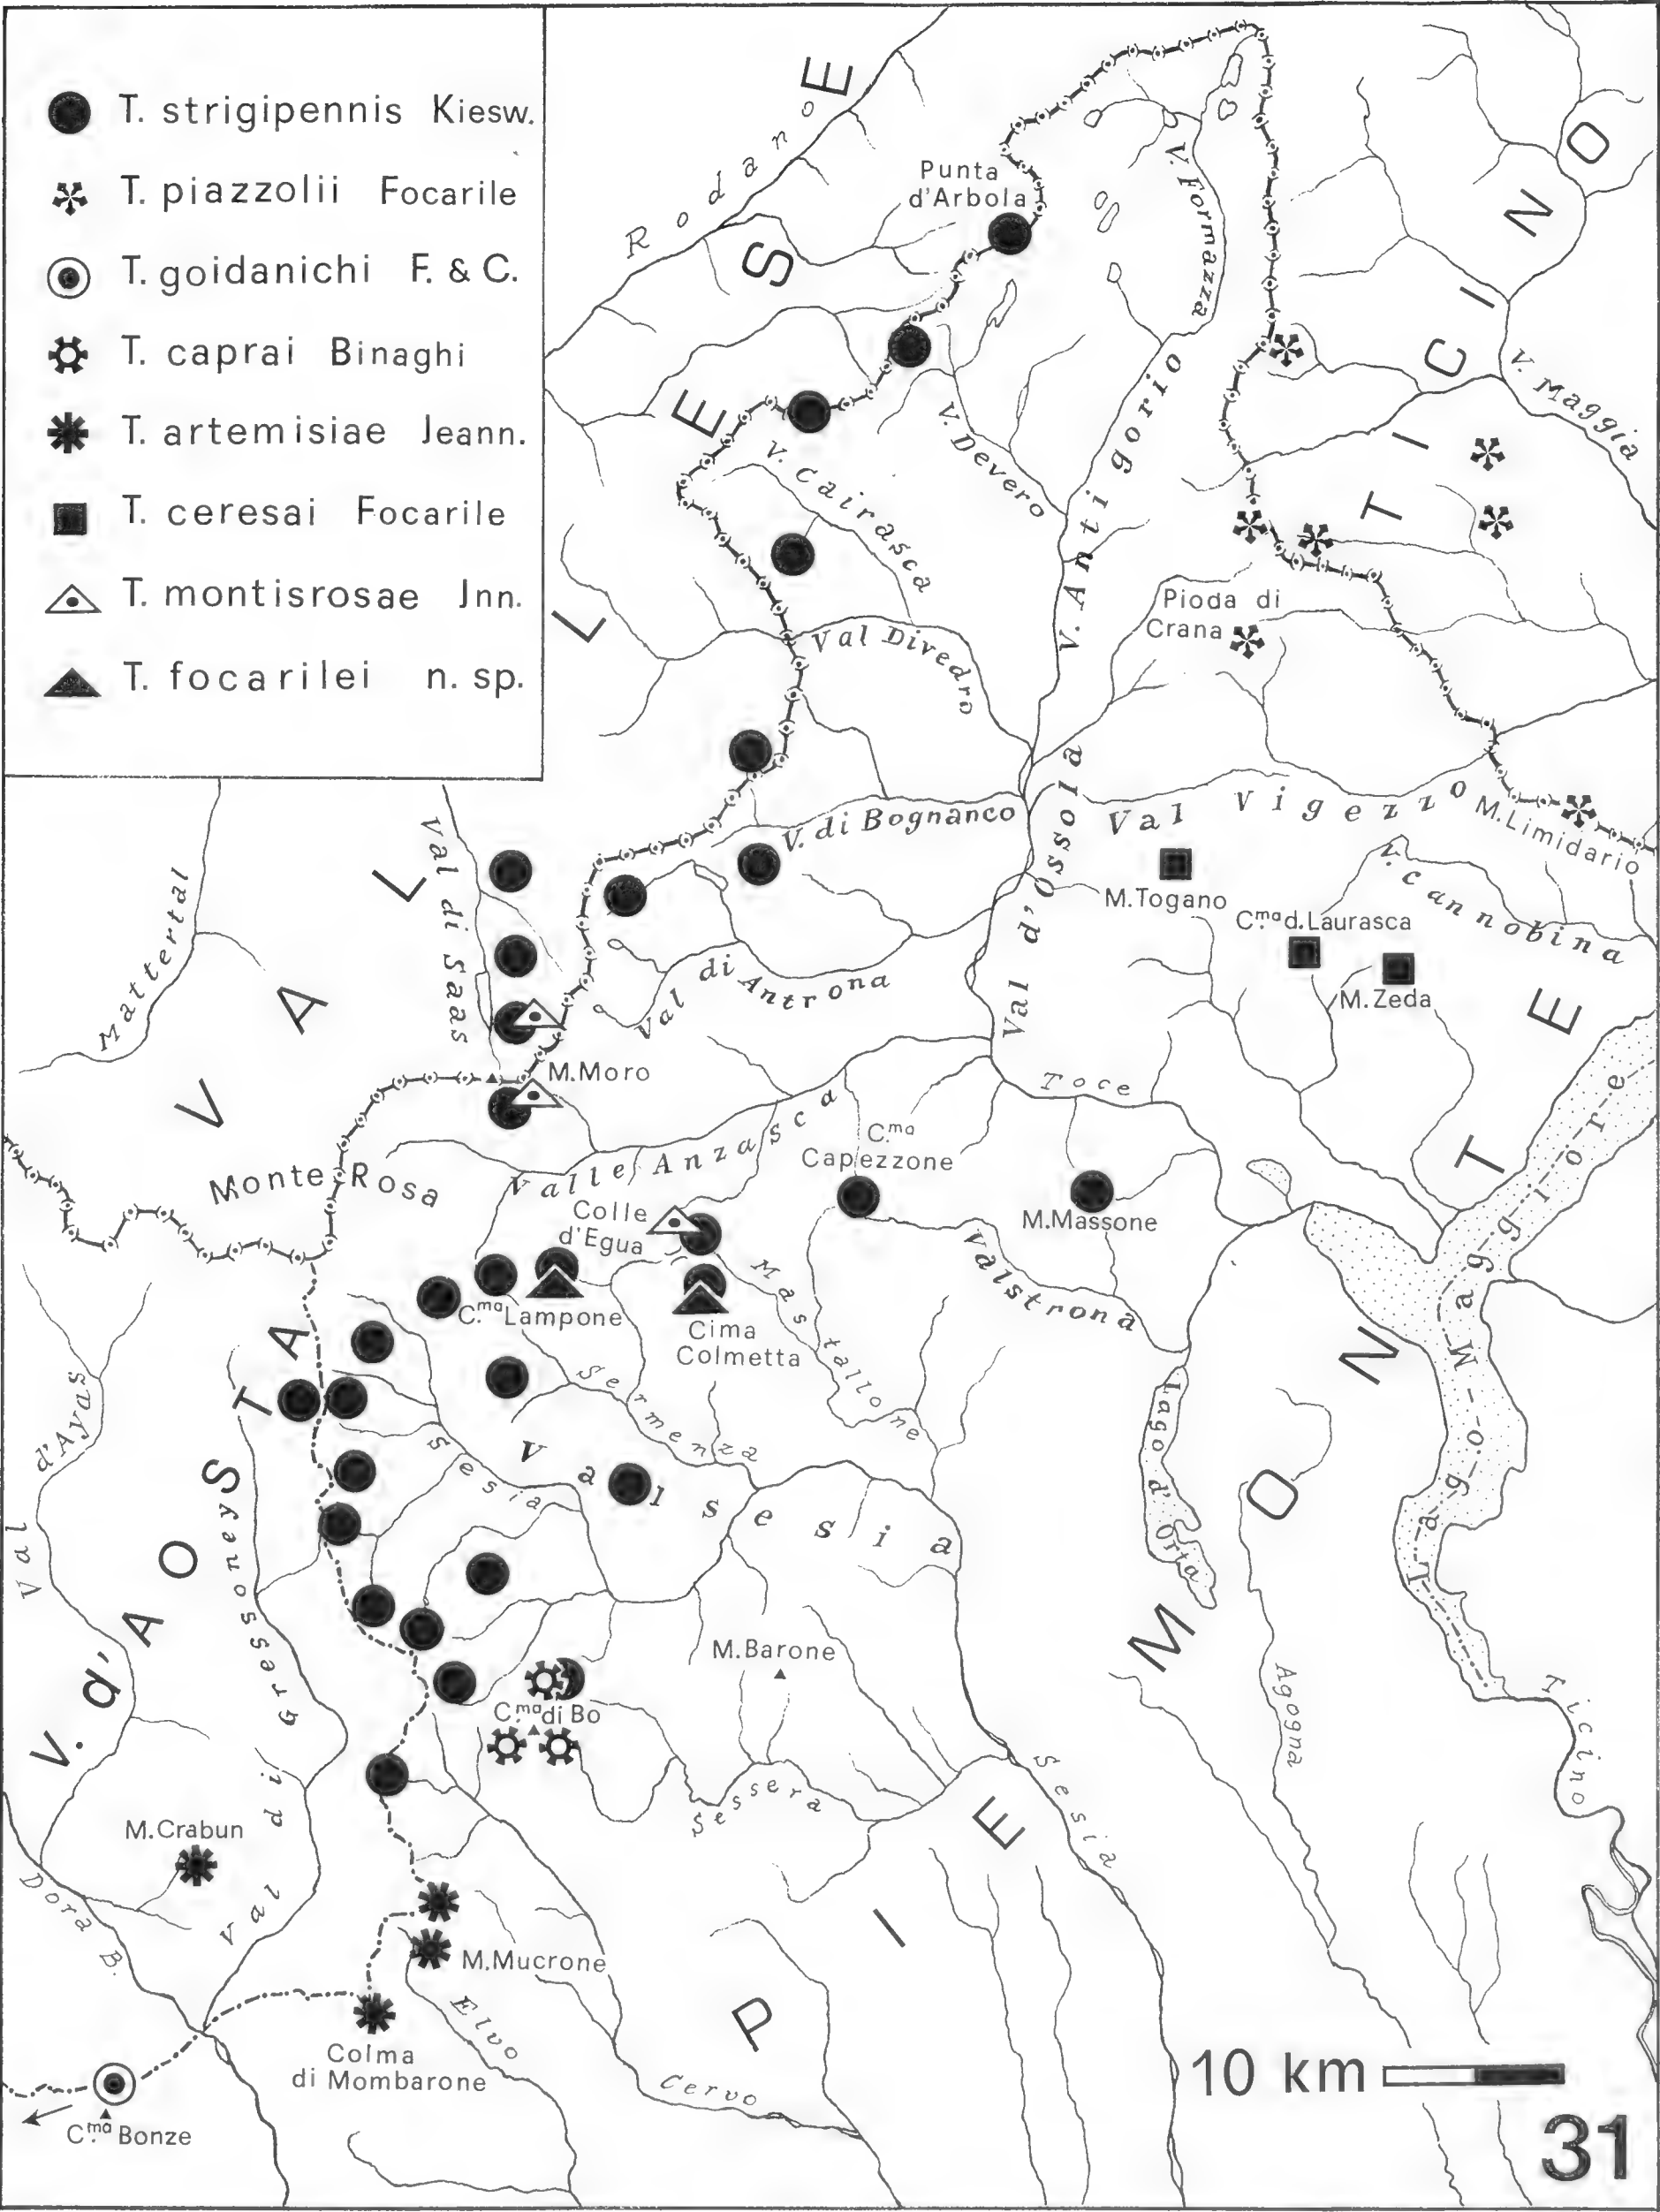 T. strigipennis Kiesw.
T. piazzolii Focarile
T. goidanichi F. & C.
T. caprai Binaghi
T. artemisiae Jeann.
T. ceresai Focarile
T. montisrosae Jnn.
T. focarilei n. sp.
Rodano
VALLESE
Punta
d'Arbola
V. Formazza
TICINO
V. Maggia
V. Devero
V. Cairasca
V. Antigorio
Pioda di
Crana
Val Divedro
V. di Bognanco
Val d'Ossola
Val Vigezzo
M. Limidario
V. Cannobina
M. Togano
C.ma d. Laurasca
M. Zeda
Mattertal
Val di Saas
Val di Antrona
M. Moro
Toce
Monte Rosa
Valle Anzasca
C.ma
Capezzone
M. Massone
Colle
d'Egua
C.ma Lampone
Cima
Colmetta
Mastallone
Valstrona
Sermenza
Sesia
Valsesia
Lago d'Orta
Lago Maggiore
Val d'Ayas
V. d'AOSTA
Val di Gressoney
C.ma di Bo
M. Barone
Sessera
Sesia
Agogna
Ticino
PIEMONTE
M. Crabun
Dora B.
M. Mucrone
Elvo
Colma
di Mombarone
Cervo
C.ma Bonze
10 km
31